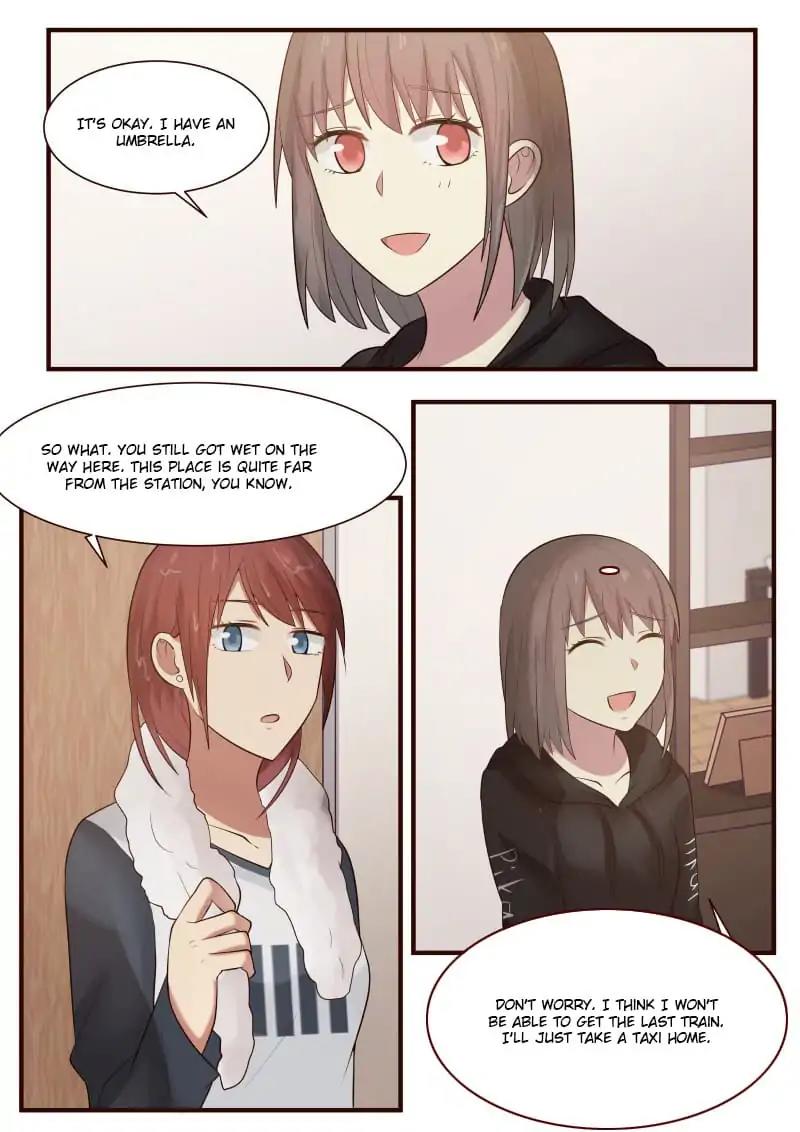 IT'S OKAY. I HAVE AN
UMBRELLA.
SO WHAT. YOU STILL GOT WET ON THE
WAY HERE. THIS PLACE IS QUITE FAR
FROM THE STATION, YOU KNOW.
DON'T WORRY. I THINK I WON'T
BE ABLE TO GET THE LAST TRAIN.
I'LL JUST TAKE A TAXI HOME.